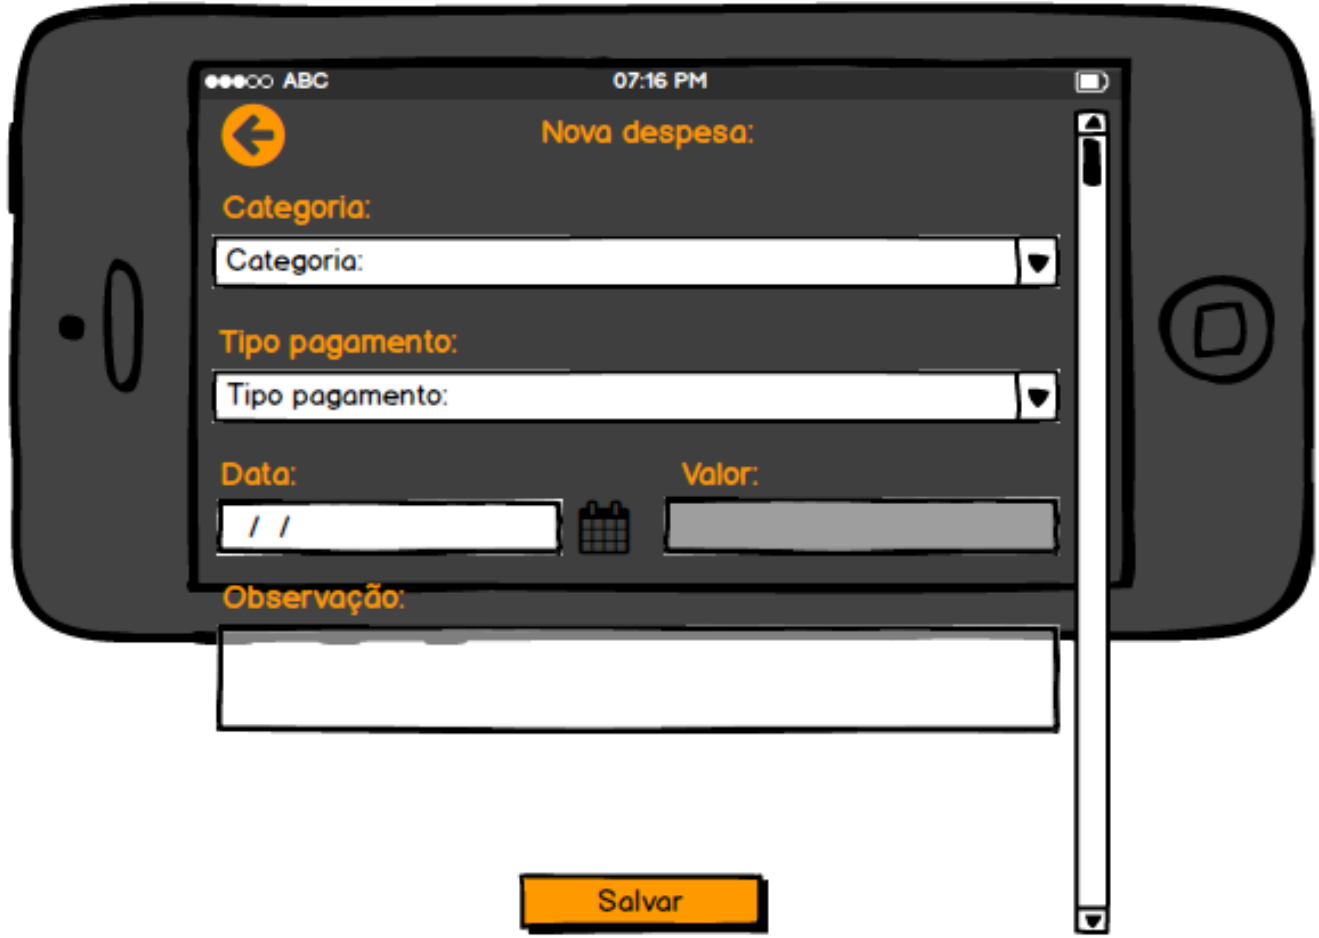 ABC 07:16 PM
Nova despesa:
Categoria:
Categoria:
Tipo pagamento:
Tipo pagamento:
Data: Valor:
/ /
Observação:
Salvar